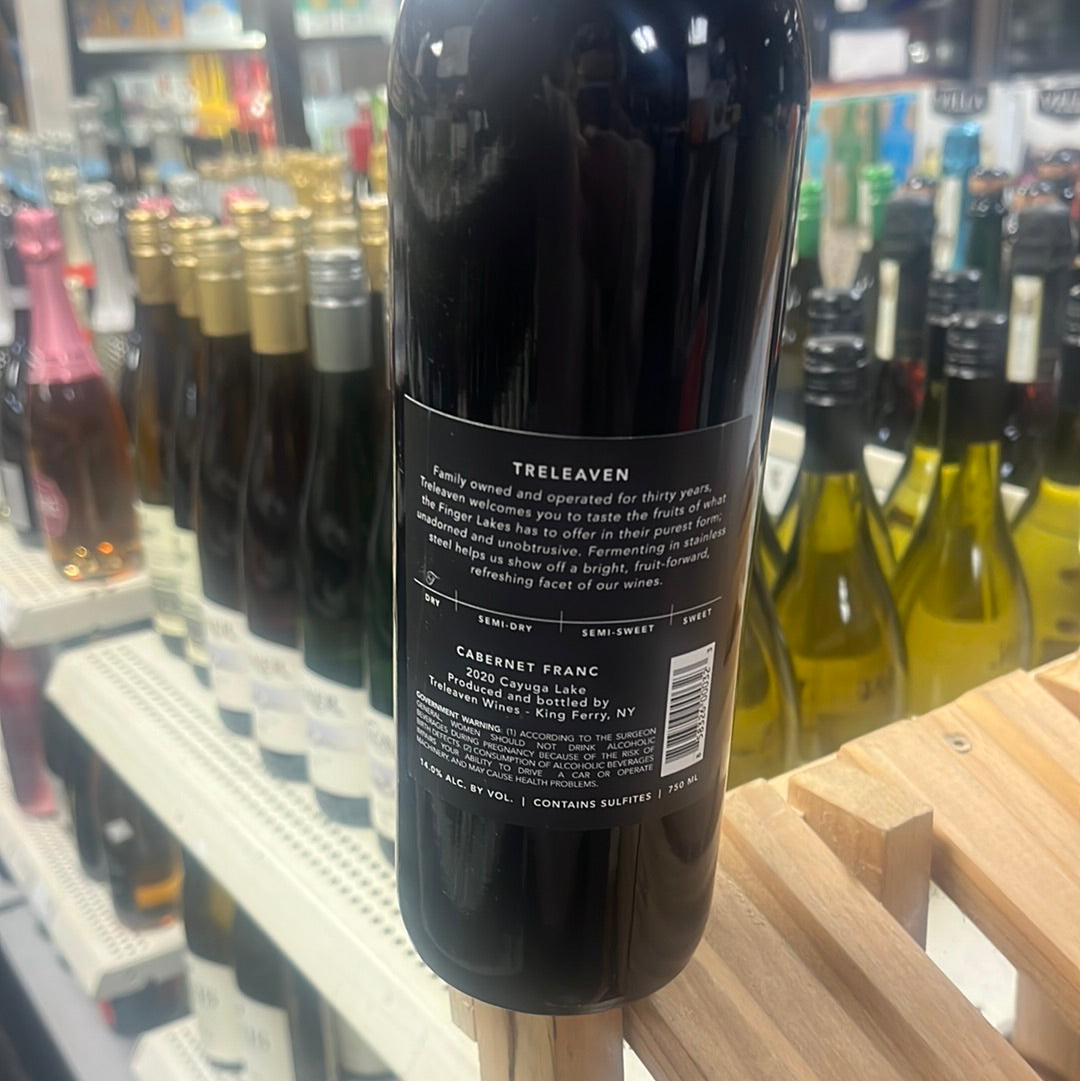 TRELEAVEN
Family owned and operated for thirty years,
Treleaven welcomes you to taste the fruits of what
the Finger Lakes has to offer in their purest form;
unadorned and unobtrusive. Fermenting in stainless
steel helps us show off a bright, fruit-forward,
refreshing facet of our wines.
DRY SEMI-DRY SEMI-SWEET SWEET
CABERNET FRANC
2020 Cayuga Lake
Produced and bottled by
Treleaven Wines - King Ferry, NY
GOVERNMENT WARNING (1) ACCORDING TO THE SURGEON
GENERAL, WOMEN SHOULD NOT DRINK ALCOHOLIC
BEVERAGES DURING PREGNANCY BECAUSE OF THE RISK OF
BIRTH DEFECTS (2) CONSUMPTION OF ALCOHOLIC BEVERAGES
IMPAIRS YOUR ABILITY TO DRIVE A CAR OR OPERATE
MACHINERY, AND MAY CAUSE HEALTH PROBLEMS.
14.0% ALC. BY VOL. | CONTAINS SULFITES | 750 ML